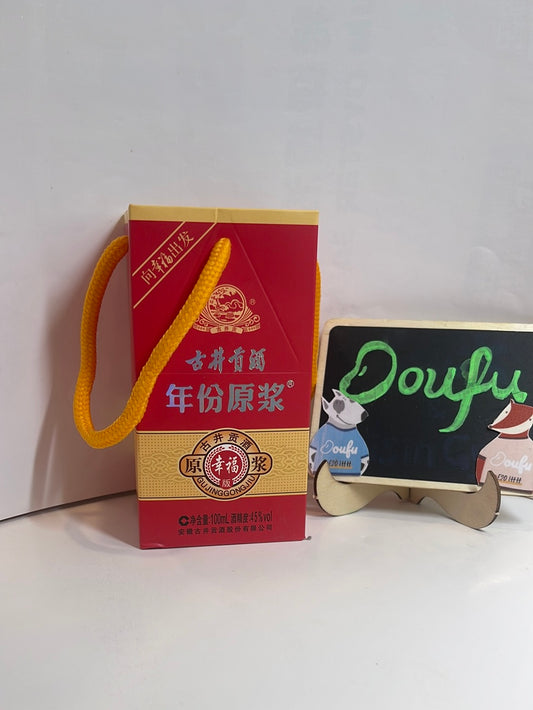 向幸福出发
古井贡酒
年份原浆
古井贡酒
原 幸福 浆
版
GUJINGGONGJIU
净含量:100mL 酒精度:45%vol
安徽古井贡酒股份有限公司
Doufu
Doufu
Doufu